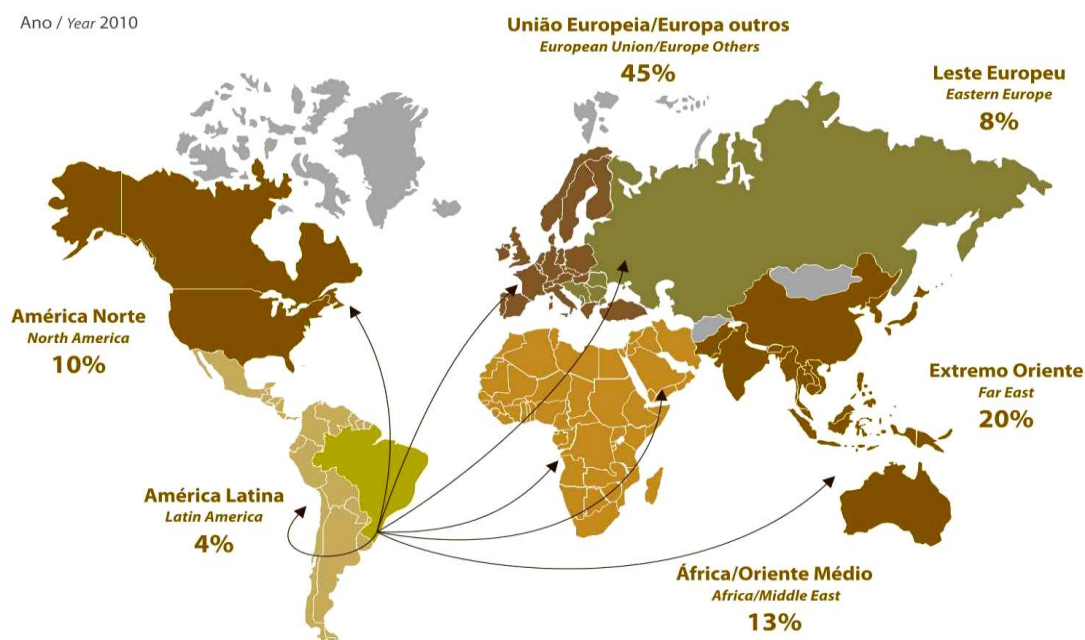 Ano / Year 2010
União Europeia/Europa outros
European Union/Europe Others
45%
Leste Europeu
Eastern Europe
8%
América Norte
North America
10%
Extremo Oriente
Far East
20%
América Latina
Latin America
4%
África/Oriente Médio
Africa/Middle East
13%